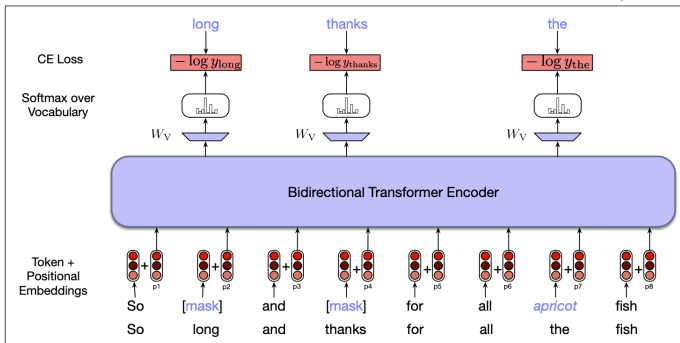 long thanks the
CE Loss − log y_long − log y_thanks − log y_the
Softmax over
Vocabulary
W_V W_V W_V
Bidirectional Transformer Encoder
Token +
Positional
Embeddings
+ + + + + + + +
p1 p2 p3 p4 p5 p6 p7 p8
So [mask] and [mask] for all apricot fish
So long and thanks for all the fish